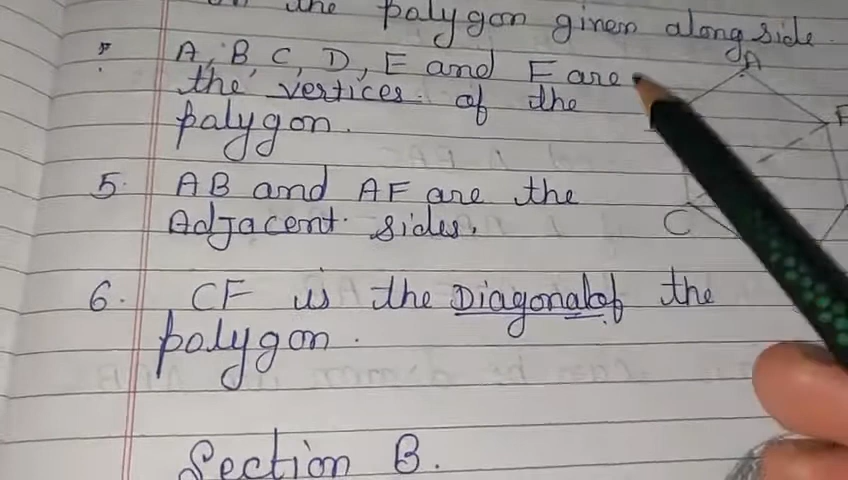 the polygon given along side.
A, B, C, D, E and F are
the vertices of the
polygon.
A
F
5. AB and AF are the
Adjacent sides.
C
6. CF is the Diagonal of the
polygon.
Section B.